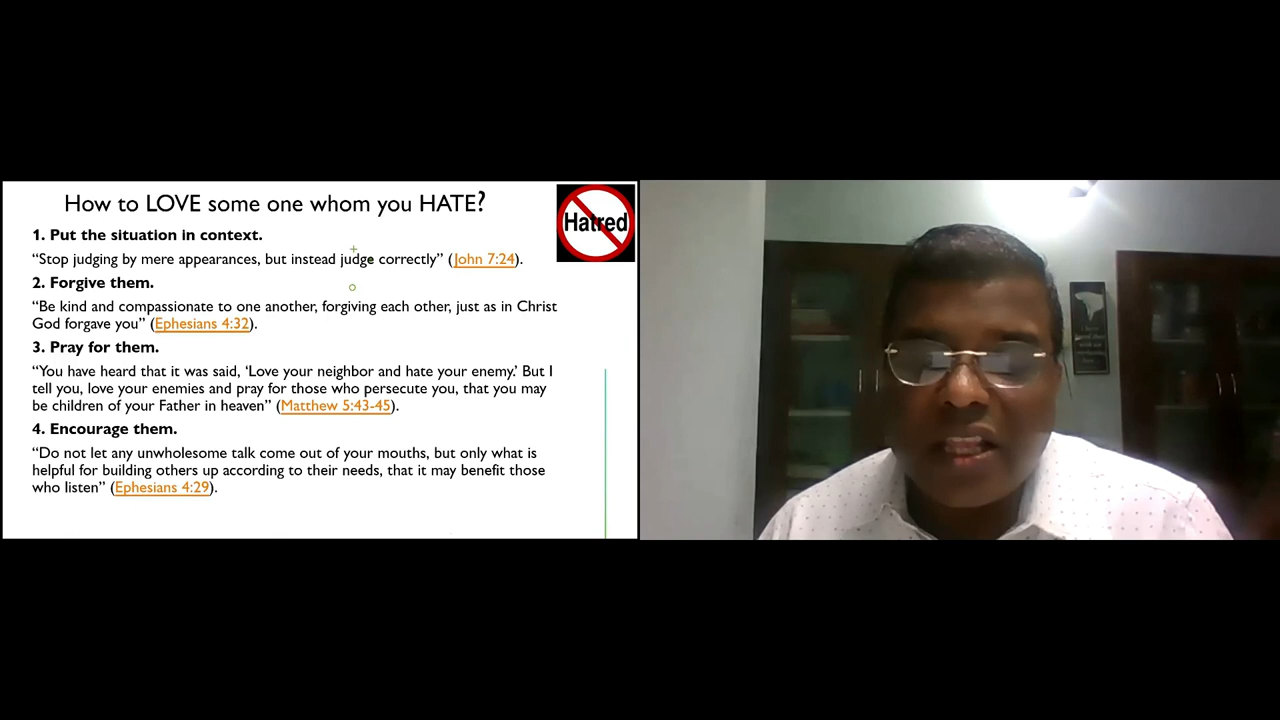 How to LOVE some one whom you HATE?
Hatred
1. Put the situation in context.
“Stop judging by mere appearances, but instead judge correctly” (John 7:24).
2. Forgive them.
“Be kind and compassionate to one another, forgiving each other, just as in Christ
God forgave you” (Ephesians 4:32).
3. Pray for them.
“You have heard that it was said, ‘Love your neighbor and hate your enemy.’ But I
tell you, love your enemies and pray for those who persecute you, that you may
be children of your Father in heaven” (Matthew 5:43-45).
4. Encourage them.
“Do not let any unwholesome talk come out of your mouths, but only what is
helpful for building others up according to their needs, that it may benefit those
who listen” (Ephesians 4:29).